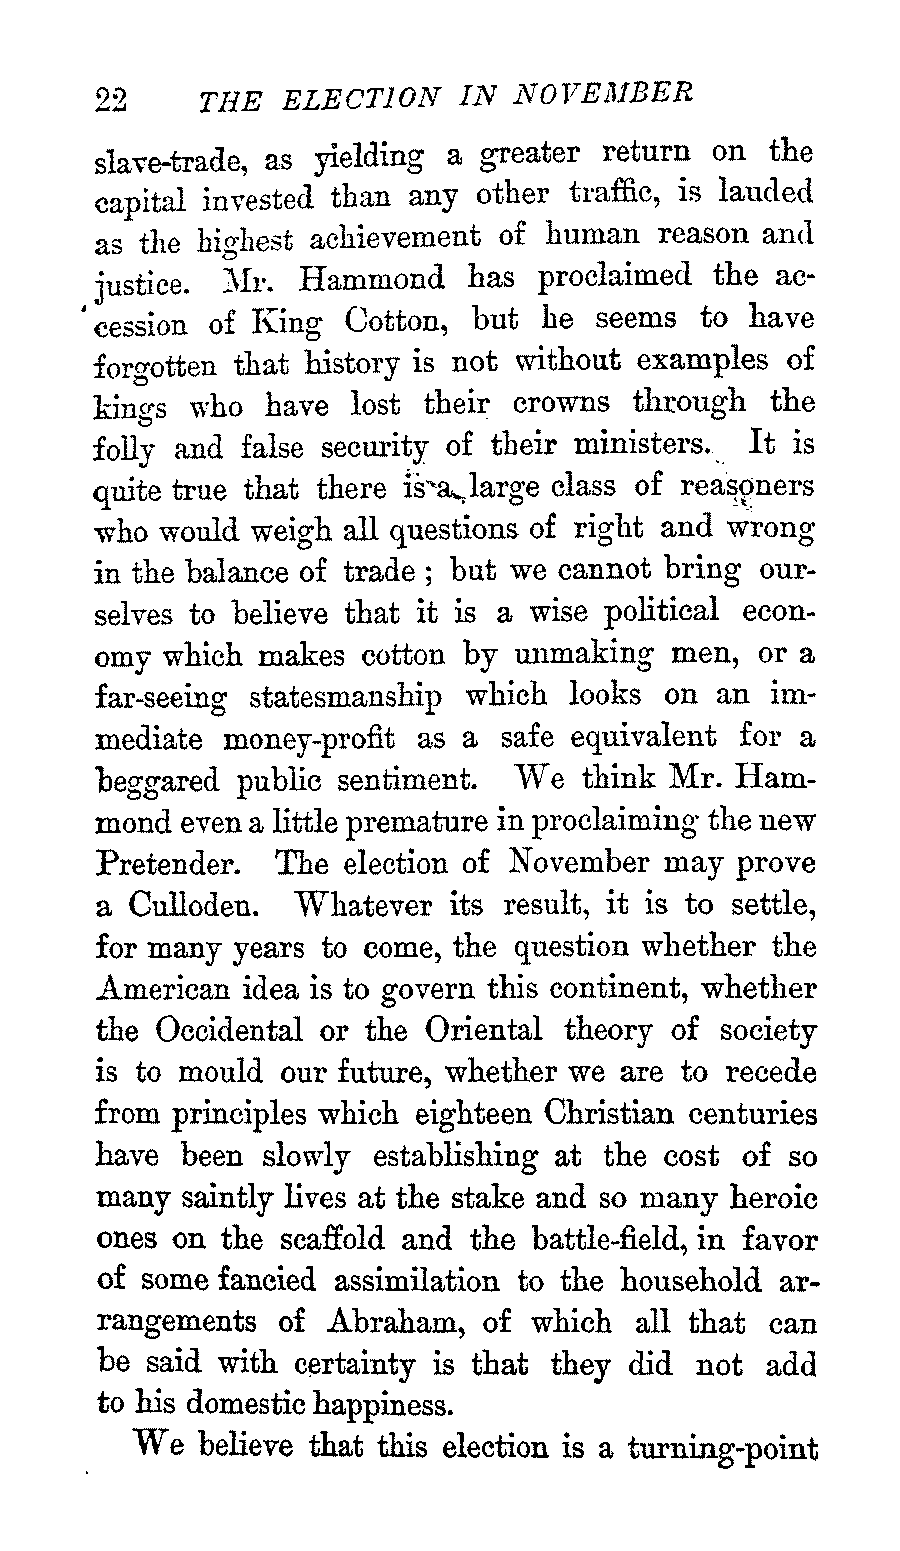 22 THE ELECTION IN NOVEMBER
slave-trade, as yielding a greater return on the
capital invested than any other traffic, is lauded
as the highest achievement of human reason and
justice. Mr. Hammond has proclaimed the ac-
cession of King Cotton, but he seems to have
forgotten that history is not without examples of
kings who have lost their crowns through the
folly and false security of their ministers. It is
quite true that there is a large class of reasoners
who would weigh all questions of right and wrong
in the balance of trade ; but we cannot bring our-
selves to believe that it is a wise political econ-
omy which makes cotton by unmaking men, or a
far-seeing statesmanship which looks on an im-
mediate money-profit as a safe equivalent for a
beggared public sentiment. We think Mr. Ham-
mond even a little premature in proclaiming the new
Pretender. The election of November may prove
a Culloden. Whatever its result, it is to settle,
for many years to come, the question whether the
American idea is to govern this continent, whether
the Occidental or the Oriental theory of society
is to mould our future, whether we are to recede
from principles which eighteen Christian centuries
have been slowly establishing at the cost of so
many saintly lives at the stake and so many heroic
ones on the scaffold and the battle-field, in favor
of some fancied assimilation to the household ar-
rangements of Abraham, of which all that can
be said with certainty is that they did not add
to his domestic happiness.
We believe that this election is a turning-point